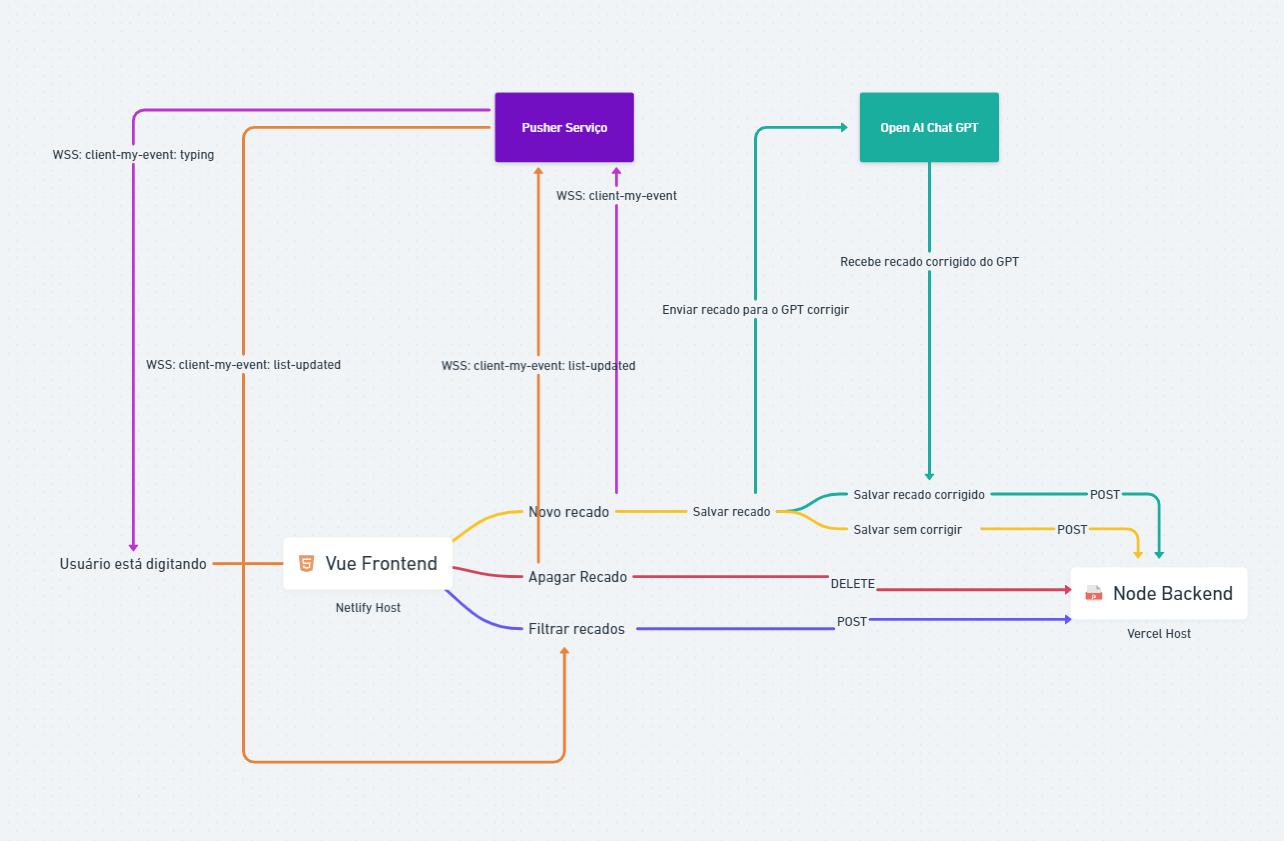 Pusher Serviço
Open AI Chat GPT
WSS: client-my-event: typing
WSS: client-my-event
Recebe recado corrigido do GPT
Enviar recado para o GPT corrigir
WSS: client-my-event: list-updated
WSS: client-my-event: list-updated
Salvar recado corrigido
POST
Novo recado
Salvar recado
Salvar sem corrigir
POST
Usuário está digitando
Vue Frontend
Apagar Recado
DELETE
js
Node Backend
Netlify Host
Filtrar recados
POST
Vercel Host